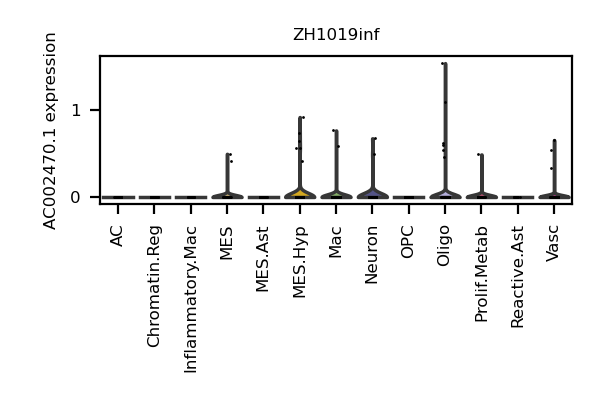 ZH1019inf
AC002470.1 expression
1
0
AC
Chromatin.Reg
Inflammatory.Mac
MES
MES.Ast
MES.Hyp
Mac
Neuron
OPC
Oligo
Prolif.Metab
Reactive.Ast
Vasc